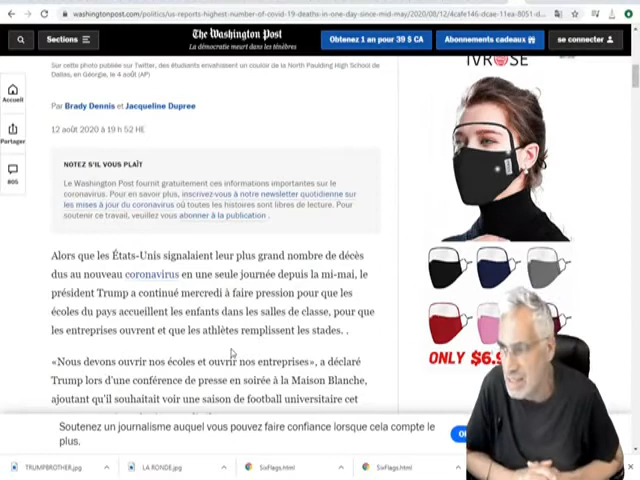 washingtonpost.com/politics/us-reports-highest-number-of-covid-19-deaths-in-one-day-since-mid-may/2020/08/12/4cafe146-dcae-11ea-8051-d...
Sections
The Washington Post
La démocratie meurt dans les ténèbres
Obtenez 1 an pour 39 $ CA
Abonnements cadeaux
se connecter
Accueil
Partager
Sur cette photo publiée sur Twitter, des étudiants envahissent un couloir de la North Paulding High School de
Dallas, en Géorgie, le 4 août (AP)
Par Brady Dennis et Jacqueline Dupree
12 août 2020 à 19 h 52 HE
NOTEZ S'IL VOUS PLAÎT
Le Washington Post fournit gratuitement ces informations importantes sur le
coronavirus. Pour en savoir plus, inscrivez-vous à notre newsletter quotidienne sur
les mises à jour du coronavirus où toutes les histoires sont libres de lecture. Pour
soutenir ce travail, veuillez vous abonner à la publication .
Alors que les États-Unis signalaient leur plus grand nombre de décès
dus au nouveau coronavirus en une seule journée depuis la mi-mai, le
président Trump a continué mercredi à faire pression pour que les
écoles du pays accueillent les enfants dans les salles de classe, pour que
les entreprises ouvrent et que les athlètes remplissent les stades. .
«Nous devons ouvrir nos écoles et ouvrir nos entreprises», a déclaré
Trump lors d'une conférence de presse en soirée à la Maison Blanche,
ajoutant qu'il souhaitait voir une saison de football universitaire cet
TVROSE
ONLY $6.9
Soutenez un journalisme auquel vous pouvez faire confiance lorsque cela compte le
plus.
TRUMPBROTHER.jpg
LA RONDE.jpg
SixFlags.html
SixFlags.html